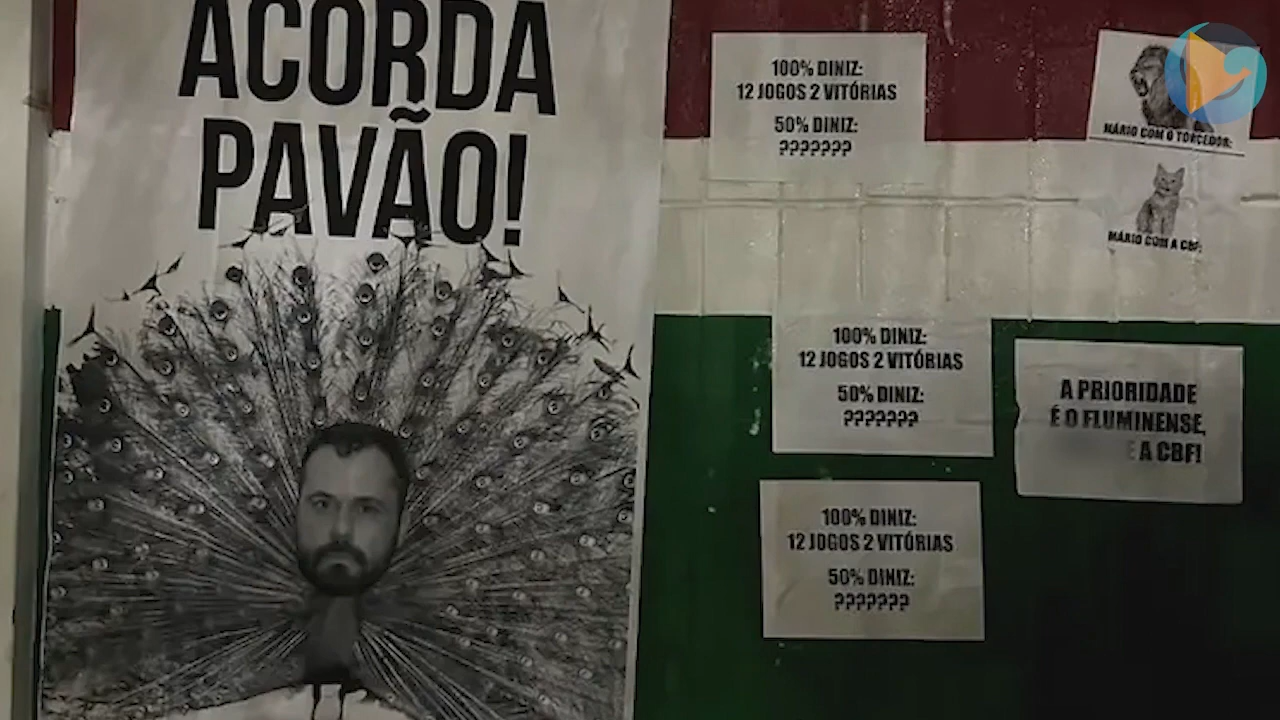 ACORDA
PAVÃO!
100% DINIZ:
12 JOGOS 2 VITÓRIAS
50% DINIZ:
???????
MÁRIO COM O TORCEDOR:
MÁRIO COM A CBF:
100% DINIZ:
12 JOGOS 2 VITÓRIAS
50% DINIZ:
???????
A PRIORIDADE
É O FLUMINENSE,
E A CBF!
100% DINIZ:
12 JOGOS 2 VITÓRIAS
50% DINIZ:
???????